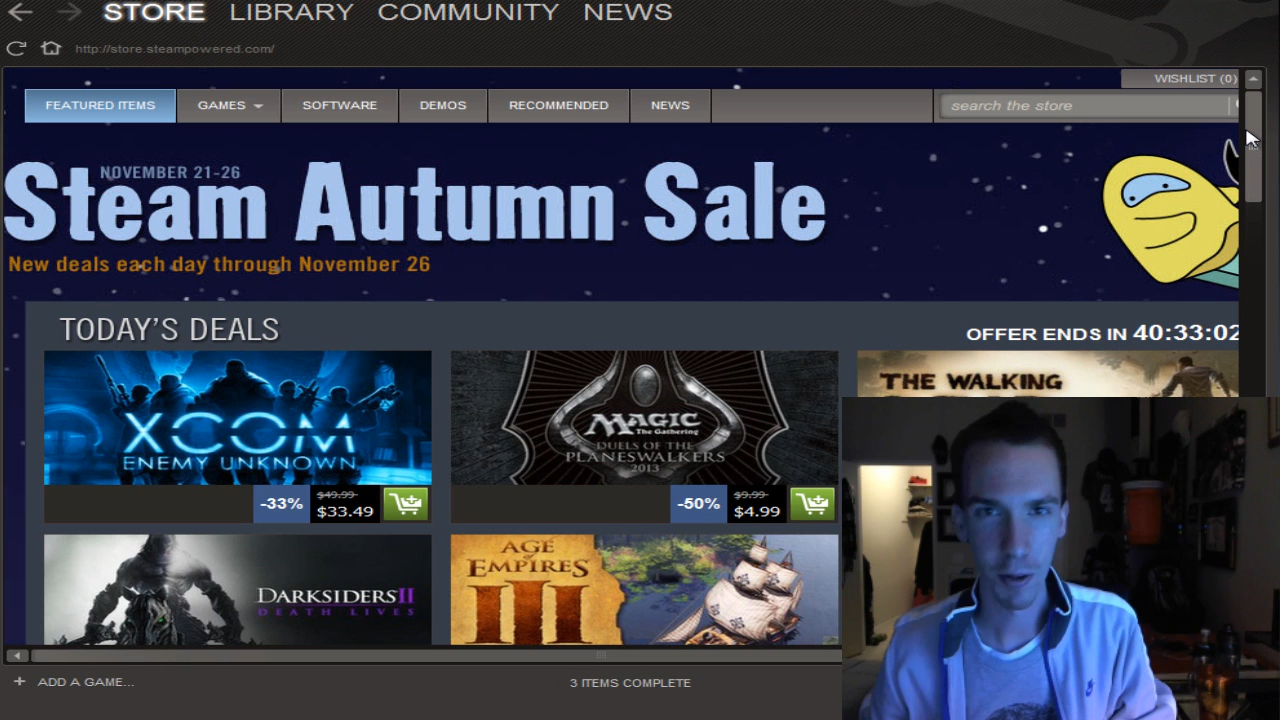 STORE LIBRARY COMMUNITY NEWS
http://store.steampowered.com/
WISHLIST (0)
FEATURED ITEMS GAMES SOFTWARE DEMOS RECOMMENDED NEWS search the store
NOVEMBER 21-26
Steam Autumn Sale
New deals each day through November 26
TODAY'S DEALS
OFFER ENDS IN 40:33:02
XCOM
ENEMY UNKNOWN
-33% $49.99 $33.49
MAGIC
The Gathering
DUELS OF THE
PLANESWALKERS
2013
-50% $9.99 $4.99
THE WALKING
DARKSIDERS II
DEATH LIVES
AGE of
EMPIRES
III
+ ADD A GAME...
3 ITEMS COMPLETE